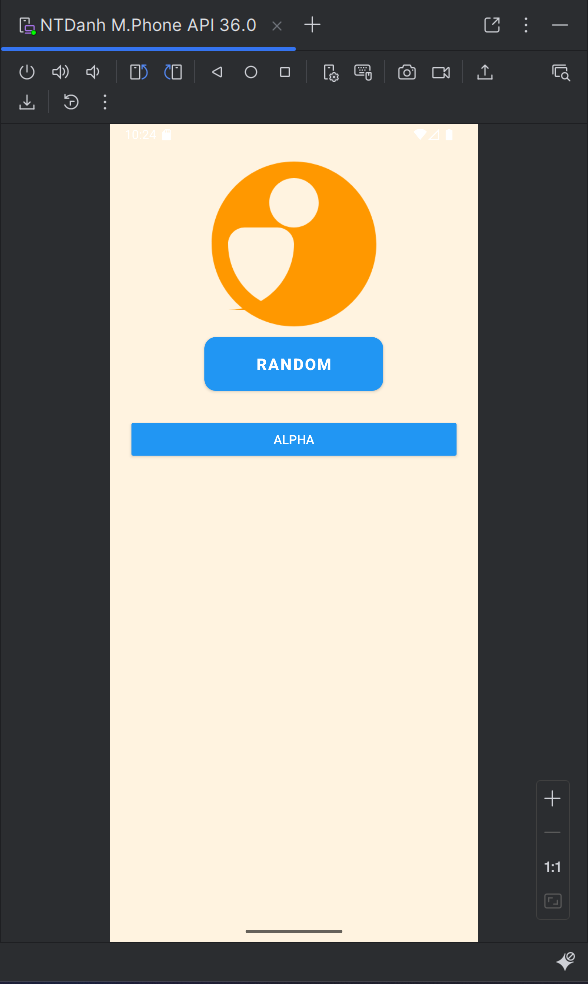 NTDanh M.Phone API 36.0
10:24
RANDOM
ALPHA
1:1